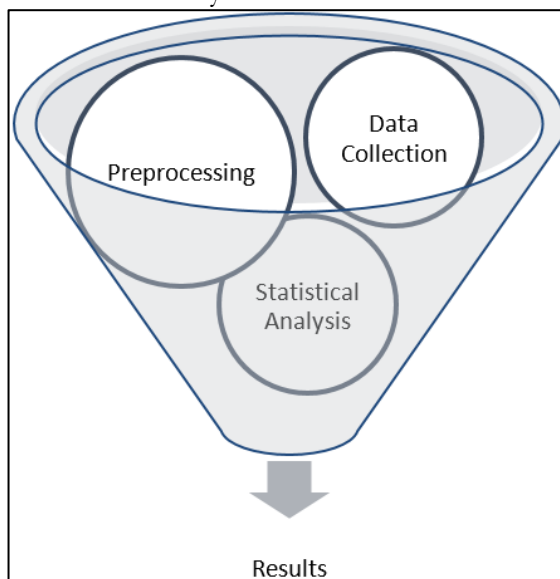 Data
Collection
Preprocessing
Statistical
Analysis
Results